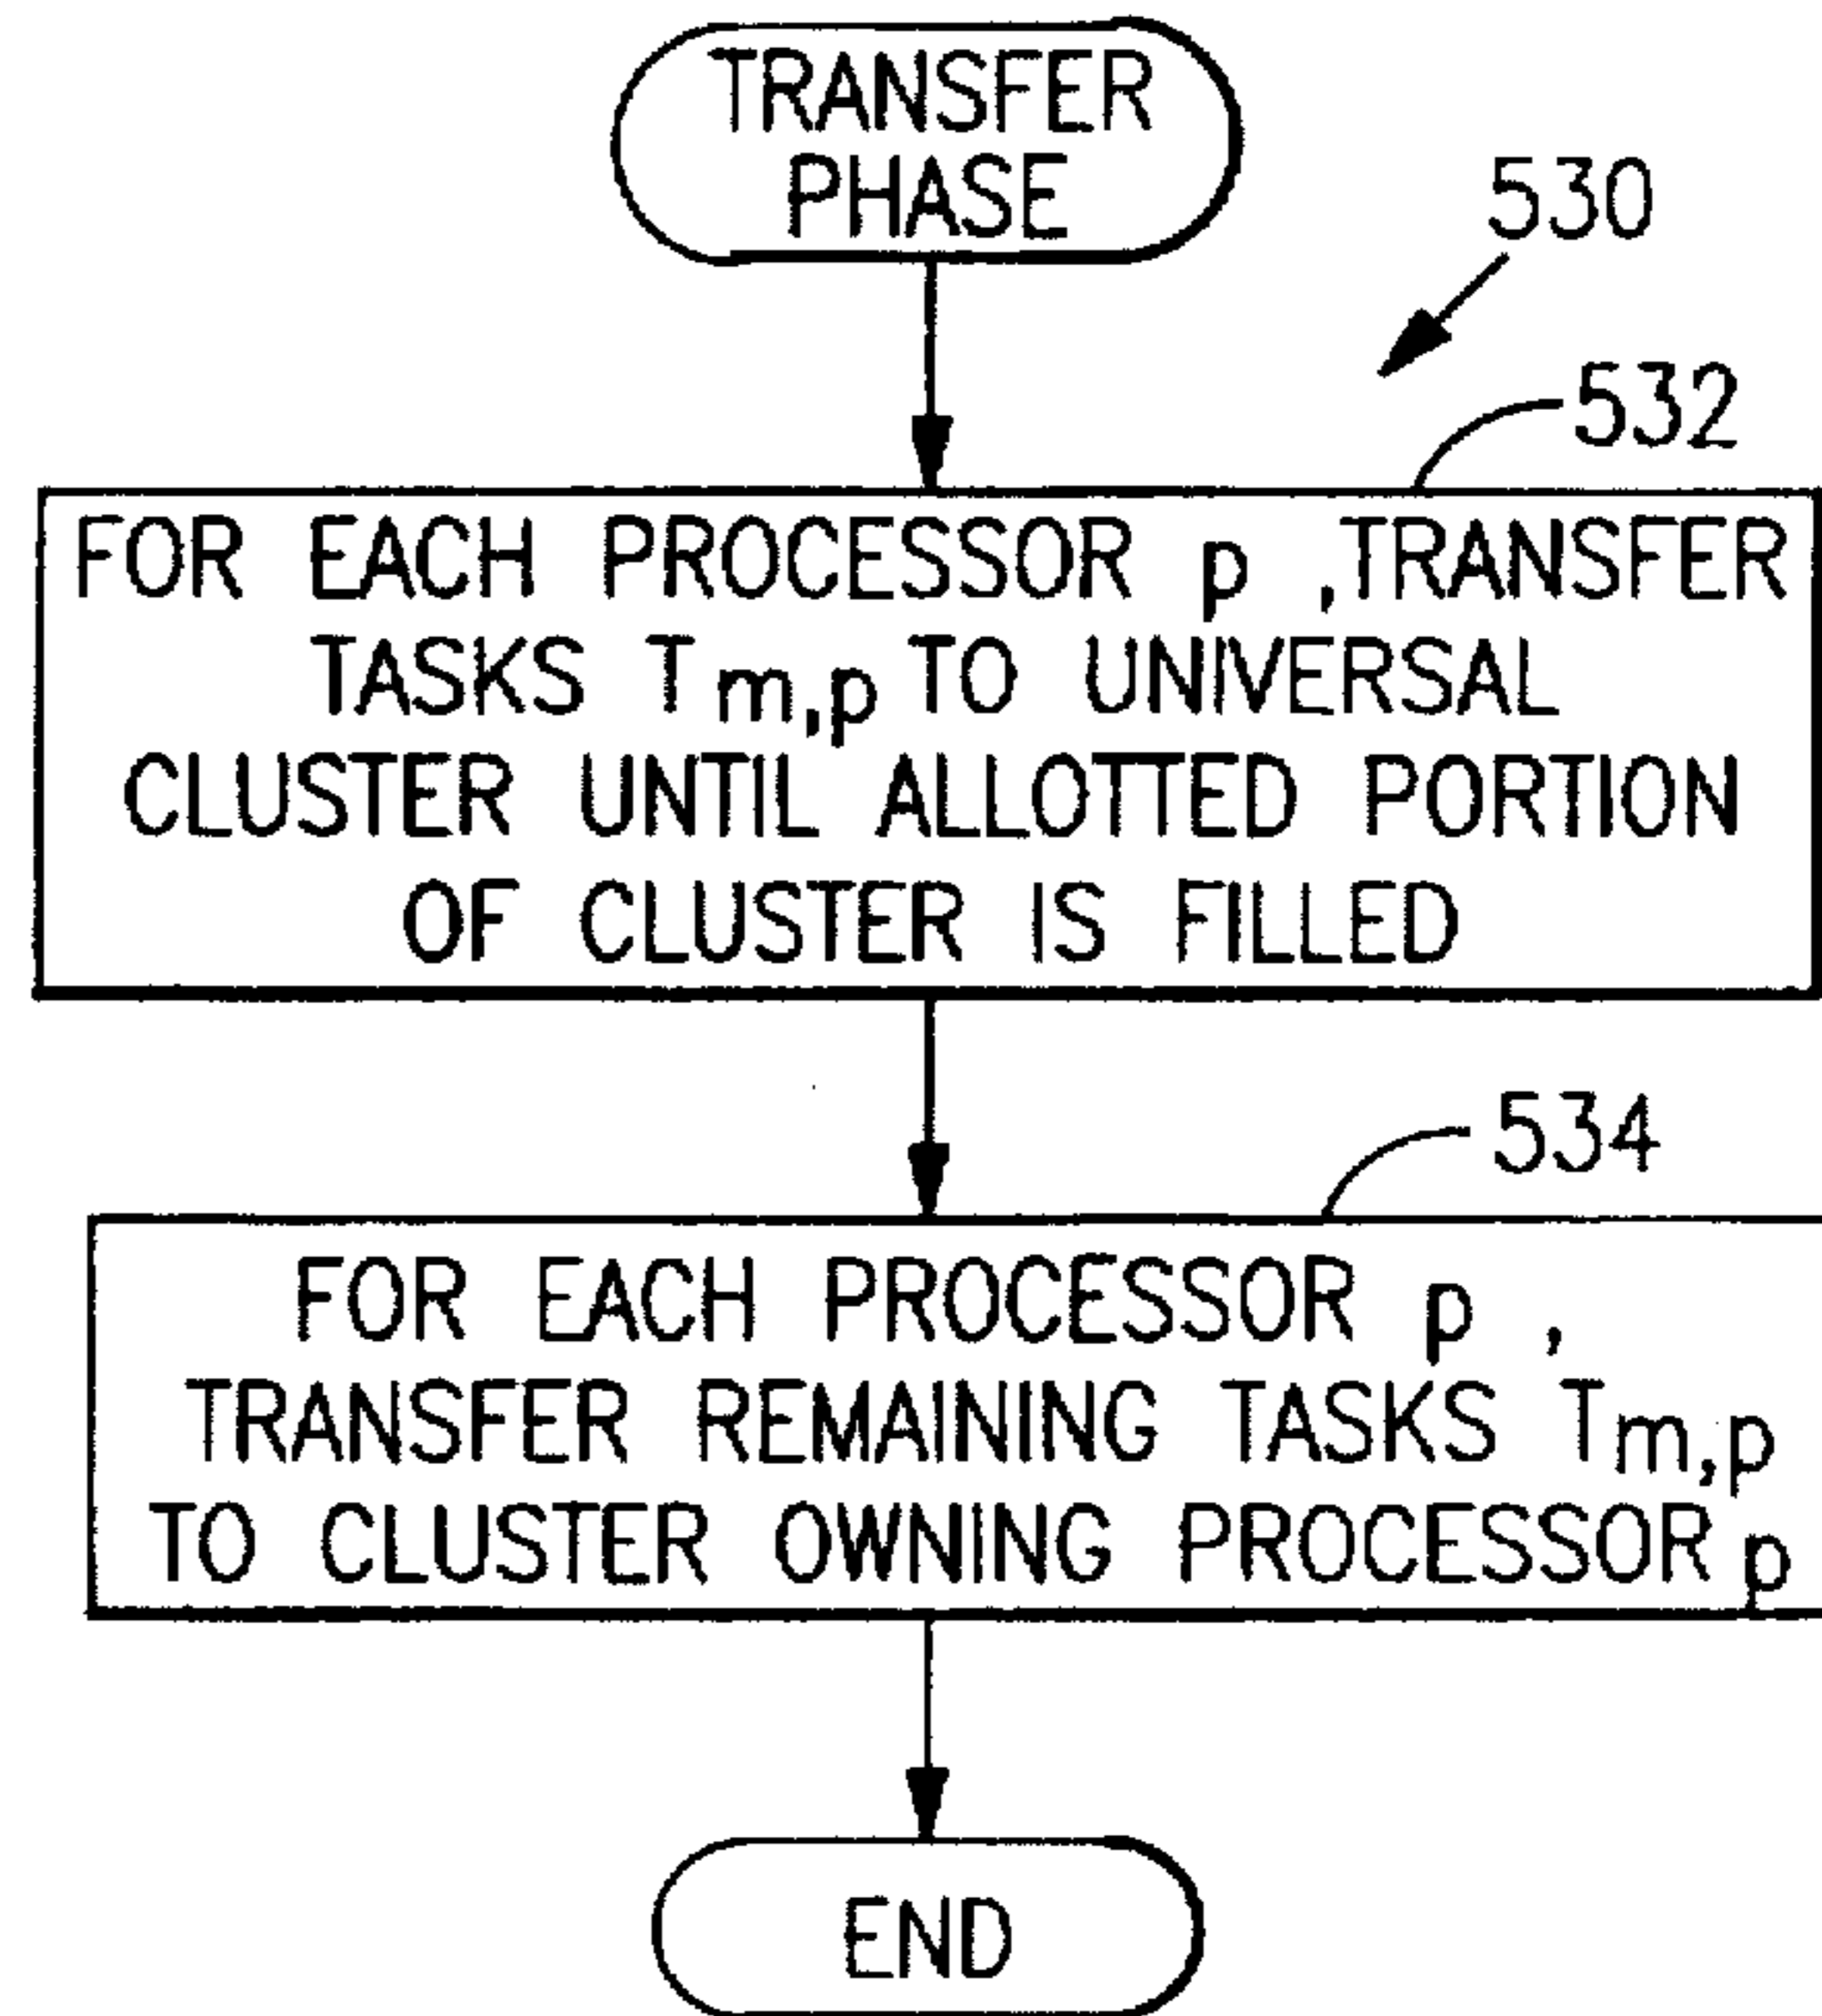 TRANSFER
PHASE
530
532
FOR EACH PROCESSOR p ,TRANSFER
TASKS Tm,p TO UNIVERSAL
CLUSTER UNTIL ALLOTTED PORTION
OF CLUSTER IS FILLED
534
FOR EACH PROCESSOR p ,
TRANSFER REMAINING TASKS Tm,p
TO CLUSTER OWNING PROCESSOR p
END